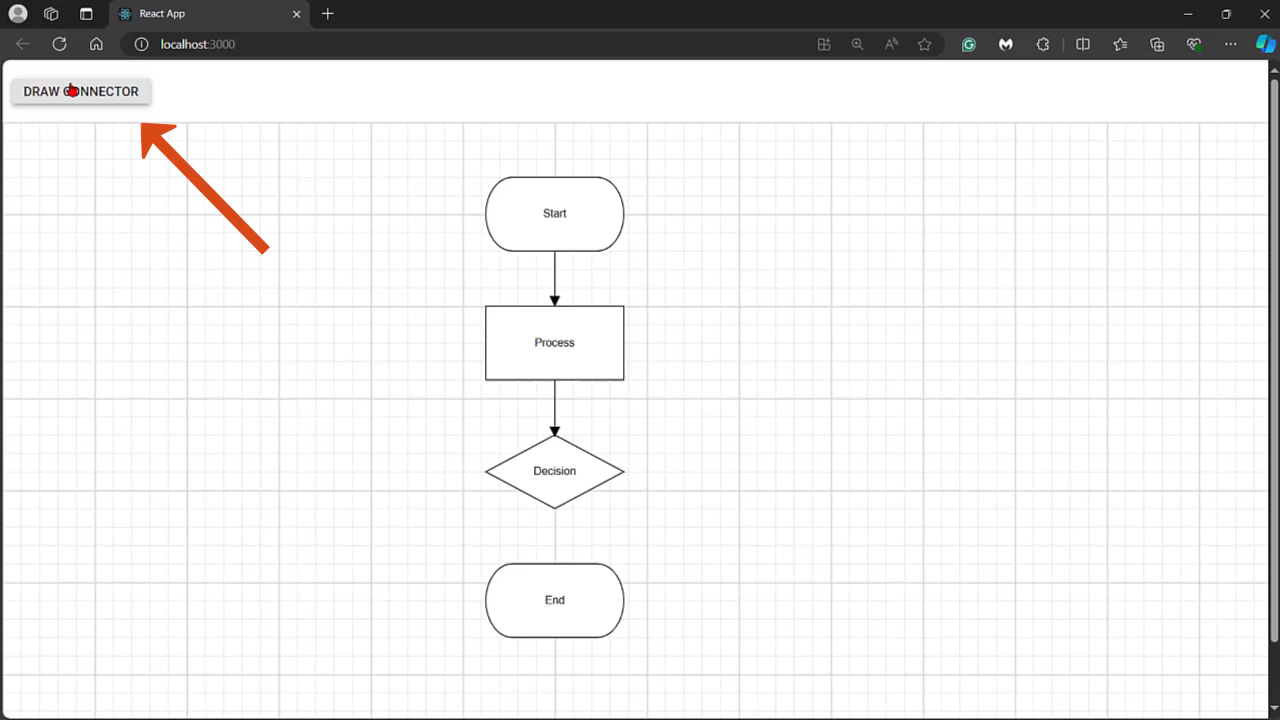 React App
localhost:3000
DRAW CONNECTOR
Start
Process
Decision
End